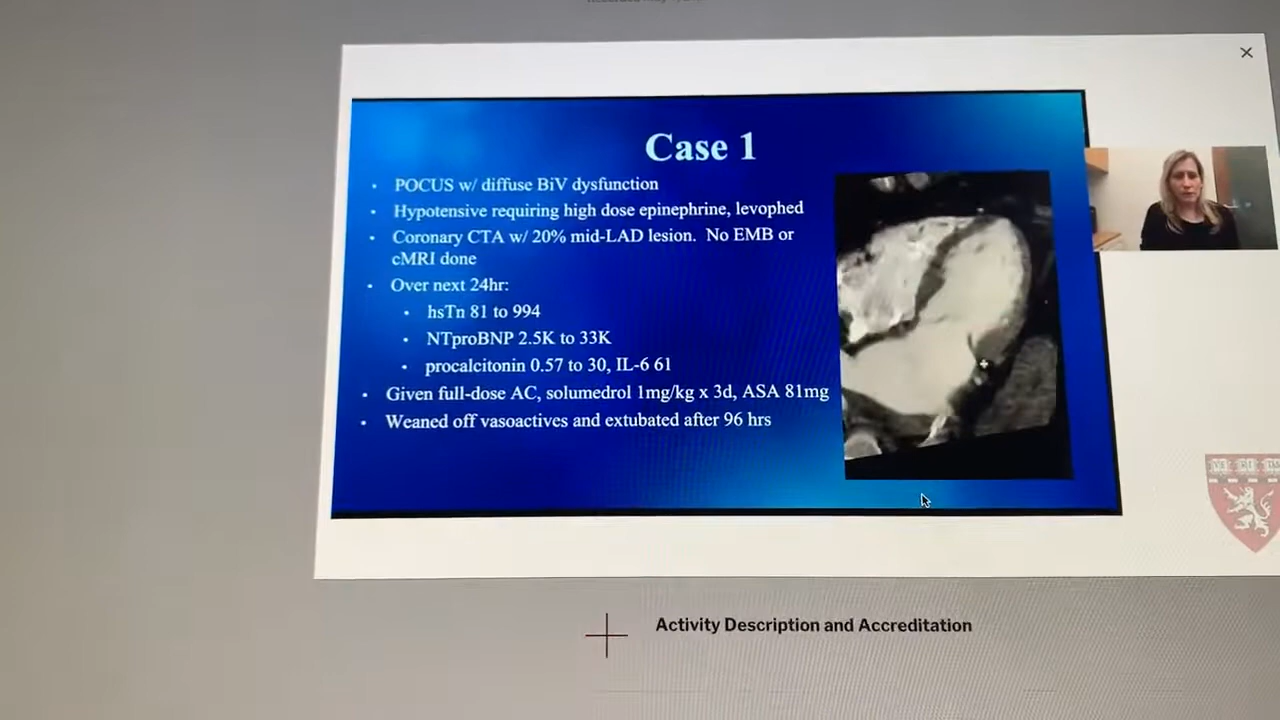 Case 1
POCUS w/ diffuse BiV dysfunction
Hypotensive requiring high dose epinephrine, levophed
Coronary CTA w/ 20% mid-LAD lesion. No EMB or
cMRI done
Over next 24hr:
hsTn 81 to 994
NTproBNP 2.5K to 33K
procalcitonin 0.57 to 30, IL-6 61
Given full-dose AC, solumedrol 1mg/kg x 3d, ASA 81mg
Weaned off vasoactives and extubated after 96 hrs
Activity Description and Accreditation